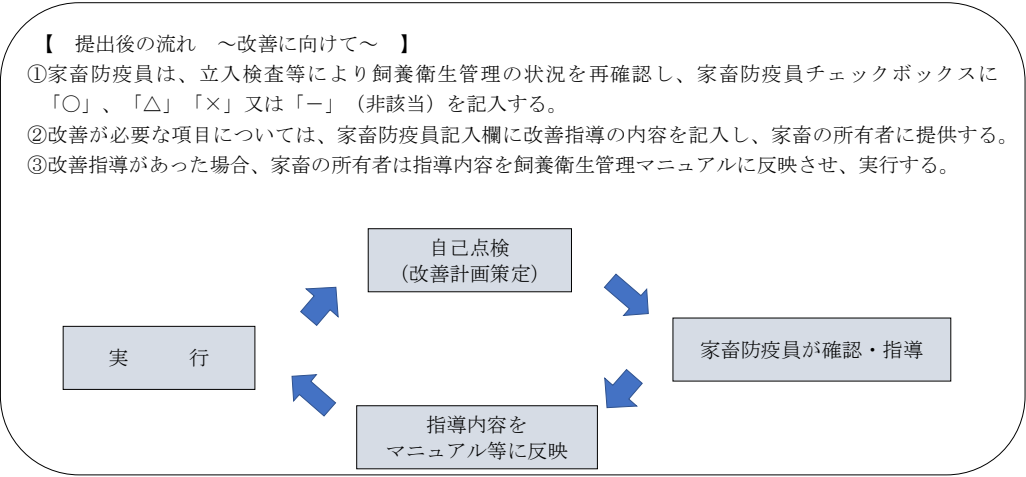 【　提出後の流れ　～改善に向けて～　】
①家畜防疫員は、立入検査等により飼養衛生管理の状況を再確認し、家畜防疫員チェックボックスに
「○」、「△」「×」又は「－」（非該当）を記入する。
②改善が必要な項目については、家畜防疫員記入欄に改善指導の内容を記入し、家畜の所有者に提供する。
③改善指導があった場合、家畜の所有者は指導内容を飼養衛生管理マニュアルに反映させ、実行する。
自己点検
（改善計画策定）
実　　　行
家畜防疫員が確認・指導
指導内容を
マニュアル等に反映